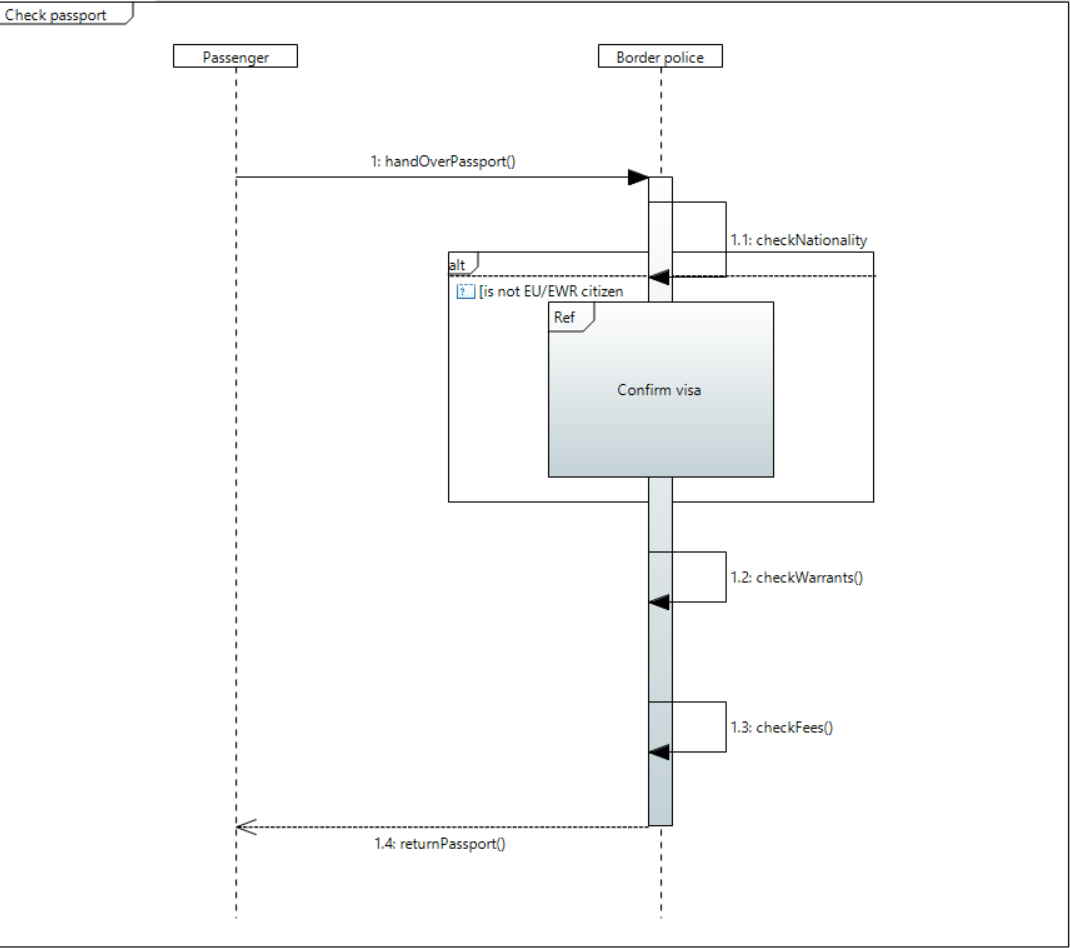 Check passport
Passenger
Border police
1: handOverPassport()
1.1: checkNationality
alt
? [is not EU/EWR citizen
Ref
Confirm visa
1.2: checkWarrants()
1.3: checkFees()
1.4: returnPassport()